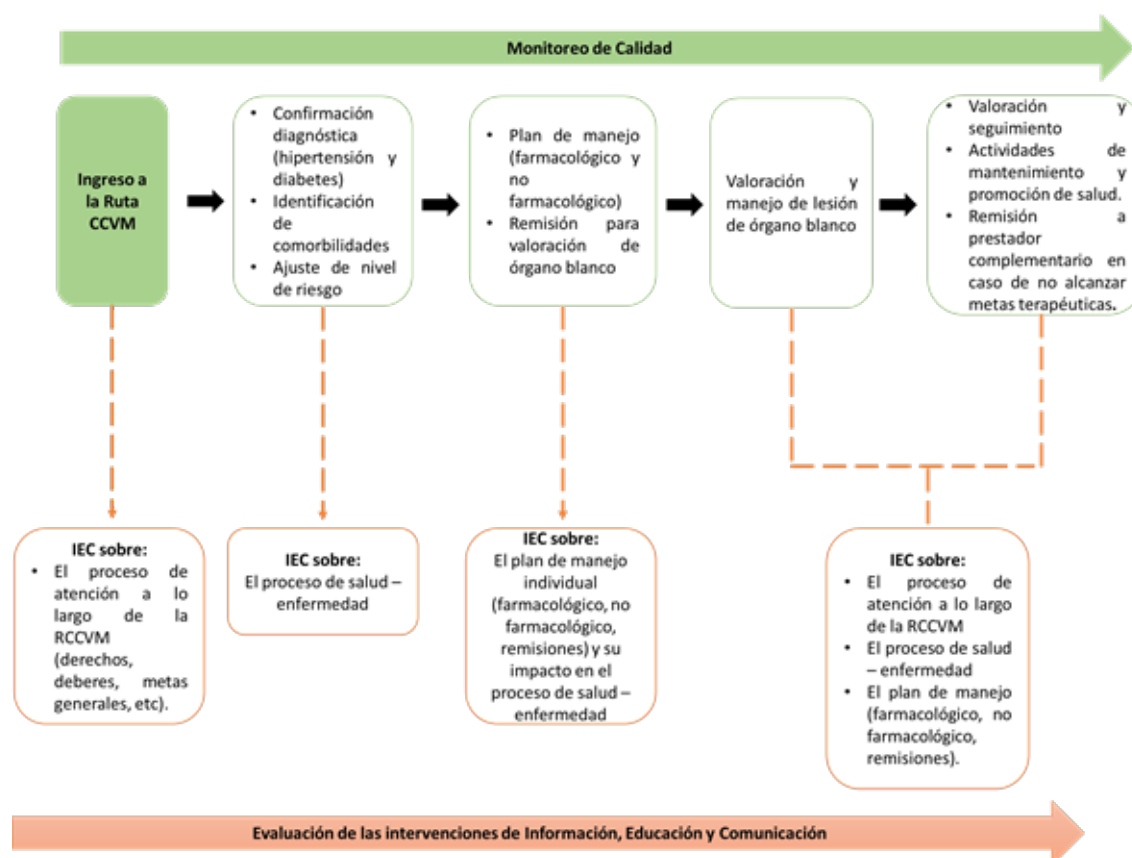 Monitoreo de Calidad
Ingreso a
la Ruta
CCVM
• Confirmación
diagnóstica
(hipertensión y
diabetes)
• Identificación
de
comorbilidades
• Ajuste de nivel
de riesgo
• Plan de manejo
(farmacológico y
no
farmacológico)
• Remisión para
valoración de
órgano blanco
Valoración y
manejo de lesión
de órgano blanco
• Valoración y
seguimiento
• Actividades de
mantenimiento y
promoción de salud.
• Remisión a
prestador
complementario en
caso de no alcanzar
metas terapéuticas.
IEC sobre:
• El proceso de
atención a lo
largo de la
RCCVM
(derechos,
deberes, metas
generales, etc).
IEC sobre:
El proceso de salud –
enfermedad
IEC sobre:
El plan de manejo
individual
(farmacológico, no
farmacológico,
remisiones) y su
impacto en el
proceso de salud –
enfermedad
IEC sobre:
• El proceso de
atención a lo largo
de la RCCVM
• El proceso de salud
– enfermedad
• El plan de manejo
(farmacológico, no
farmacológico,
remisiones).
Evaluación de las intervenciones de Información, Educación y Comunicación